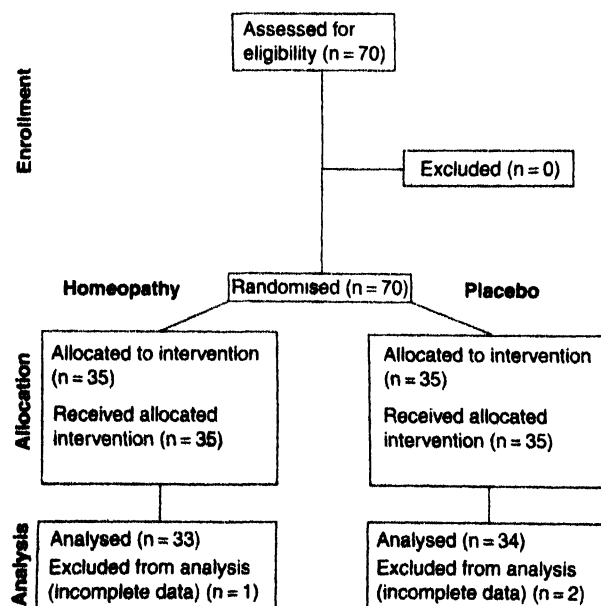 Assessed for
eligibility (n = 70)
Enrollment
Excluded (n = 0)
Homeopathy
Randomised (n = 70)
Placebo
Allocation
Allocated to intervention
(n = 35)
Received allocated
intervention (n = 35)
Allocated to intervention
(n = 35)
Received allocated
intervention (n = 35)
Analysis
Analysed (n = 33)
Excluded from analysis
(incomplete data) (n = 1)
Analysed (n = 34)
Excluded from analysis
(incomplete data) (n = 2)